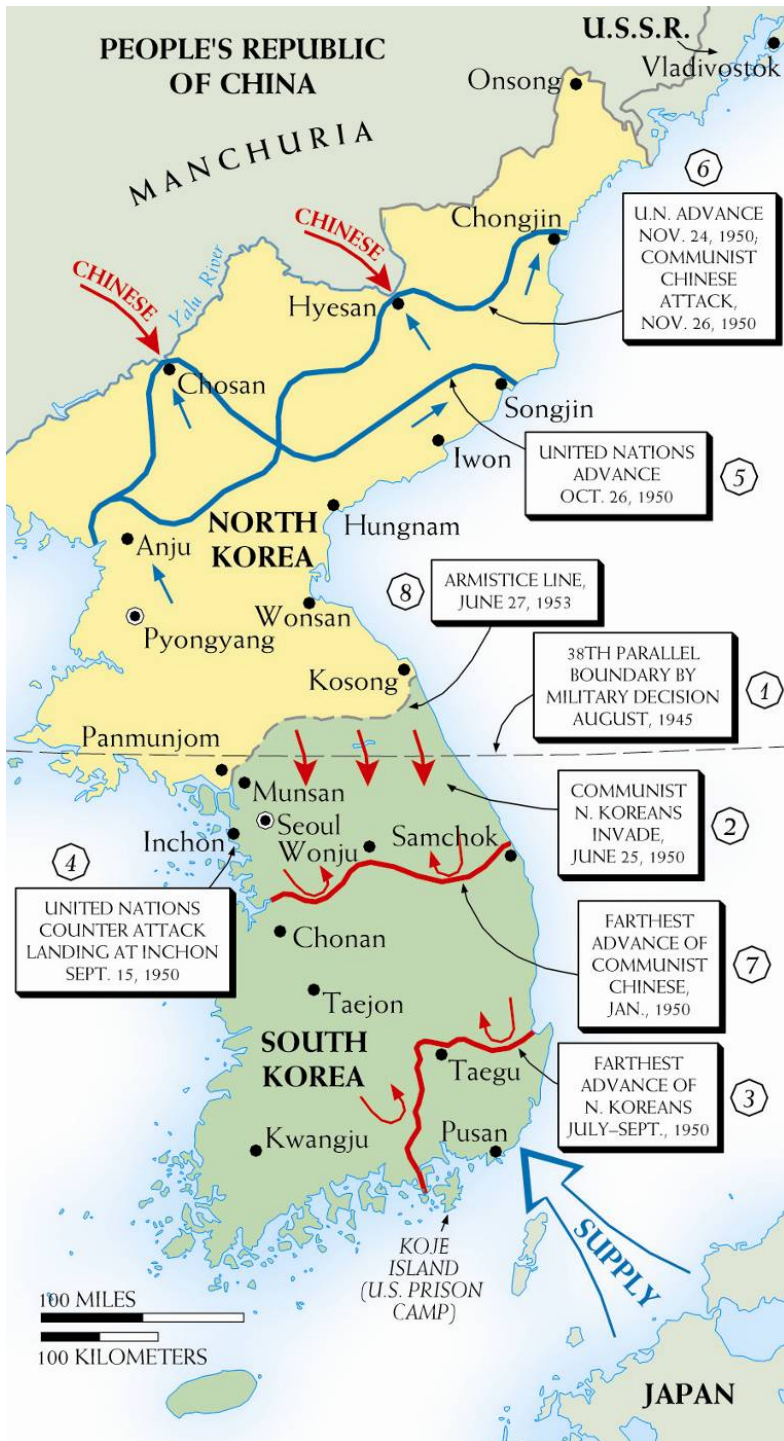 PEOPLE'S REPUBLIC
OF CHINA
U.S.S.R.
Vladivostok
Onsong
MANCHURIA
6
CHINESE
Chongjin
U.N. ADVANCE
NOV. 24, 1950;
COMMUNIST
CHINESE
ATTACK,
NOV. 26, 1950
CHINESE
Yalu River
Hyesan
Chosan
Songjin
Iwon
UNITED NATIONS
ADVANCE
OCT. 26, 1950
5
NORTH
KOREA
Hungnam
Anju
8
ARMISTICE LINE,
JUNE 27, 1953
Wonsan
Pyongyang
Kosong
38TH PARALLEL
BOUNDARY BY
MILITARY DECISION
AUGUST, 1945
1
Panmunjom
Munsan
Seoul
Inchon
Wonju
Samchok
COMMUNIST
N. KOREANS
INVADE,
JUNE 25, 1950
2
4
UNITED NATIONS
COUNTER ATTACK
LANDING AT INCHON
SEPT. 15, 1950
Chonan
FARTHEST
ADVANCE OF
COMMUNIST
CHINESE,
JAN., 1950
7
Taejon
SOUTH
KOREA
Taegu
FARTHEST
ADVANCE OF
N. KOREANS
JULY–SEPT., 1950
3
Kwangju
Pusan
KOJE
ISLAND
(U.S. PRISON
CAMP)
SUPPLY
100 MILES
100 KILOMETERS
JAPAN